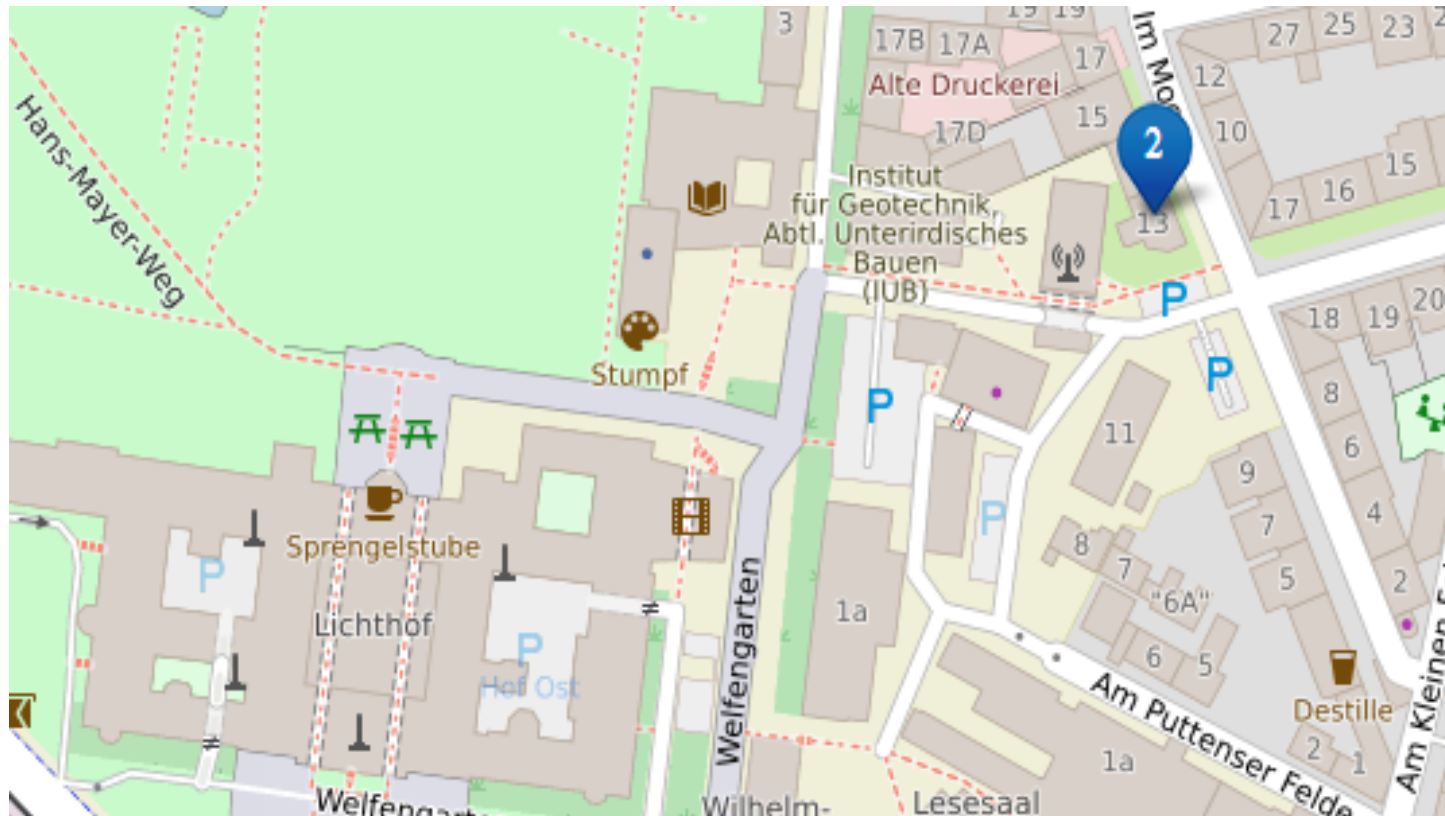 3
19 19
17B 17A
17
Alte Druckerei
15
17D
Im Moo
27 25 23 2
12
10
15
16
17
2
13
Institut
für Geotechnik,
Abtl. Unterirdisches
Bauen
(IUB)
P
P
P
P
P
P
18 19 20
8
6
4
2
Hans-Mayer-Weg
Stumpf
11
9
7
5
8
7
"6A"
6 5
Sprengelstube
Lichthof
Hof Ost
Welfengarten
1a
Am Puttenser Felde
Destille
2 1
Am Kleinen F
1a
Welfengarte
Wilhelm-
Lesesaal